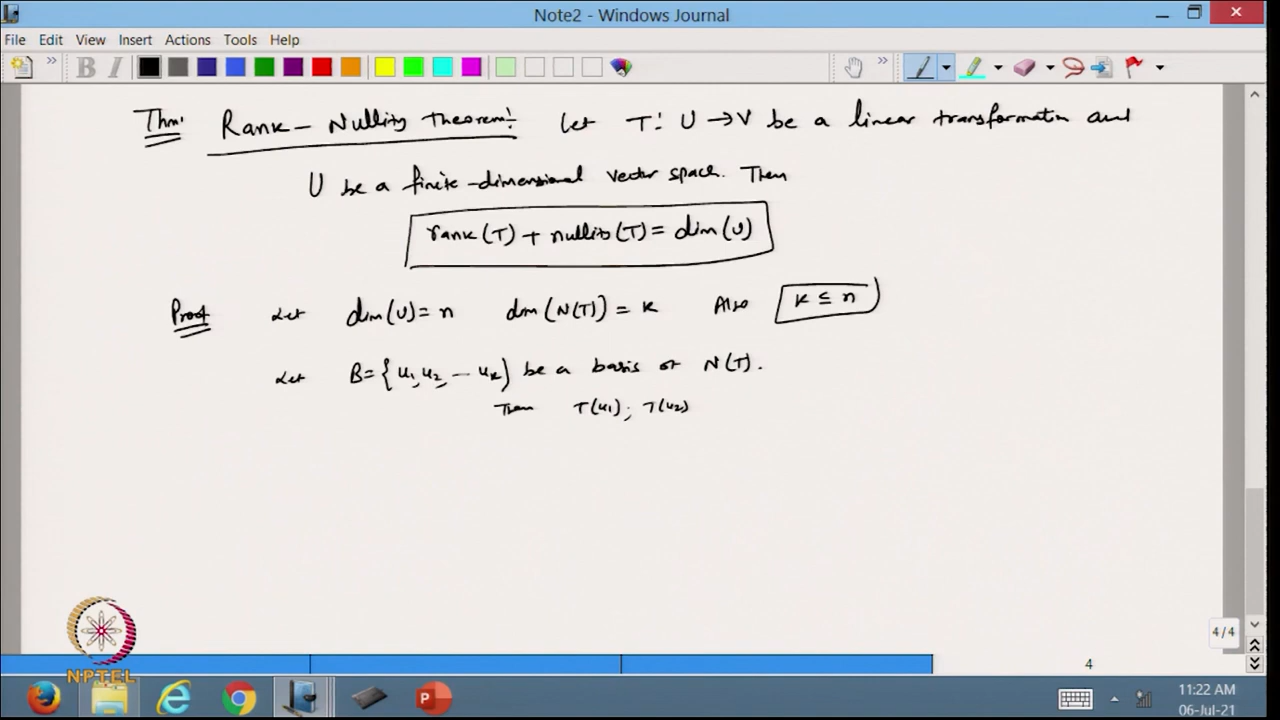 Note2 - Windows Journal
File Edit View Insert Actions Tools Help
Thm: Rank - Nullity Theorem: Let T: U → V be a linear transformation and
U be a finite-dimensional vector space. Then
rank(T) + nullity(T) = dim(U)
Proof Let dim(U) = n dim(N(T)) = k Also k ≤ n
Let B = {u1, u2, - uk} be a basis of N(T).
Then T(u1), T(u2)
4 / 4
NPTEL
4
11:22 AM
06-Jul-21